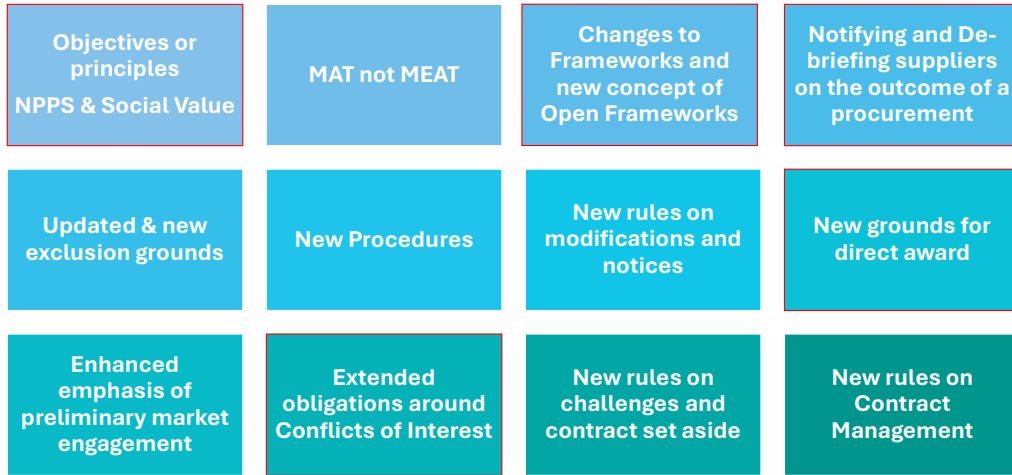 Objectives or
principles
NPPS & Social Value
MAT not MEAT
Changes to
Frameworks and
new concept of
Open Frameworks
Notifying and De-
briefing suppliers
on the outcome of a
procurement
Updated & new
exclusion grounds
New Procedures
New rules on
modifications and
notices
New grounds for
direct award
Enhanced
emphasis of
preliminary market
engagement
Extended
obligations around
Conflicts of Interest
New rules on
challenges and
contract set aside
New rules on
Contract
Management